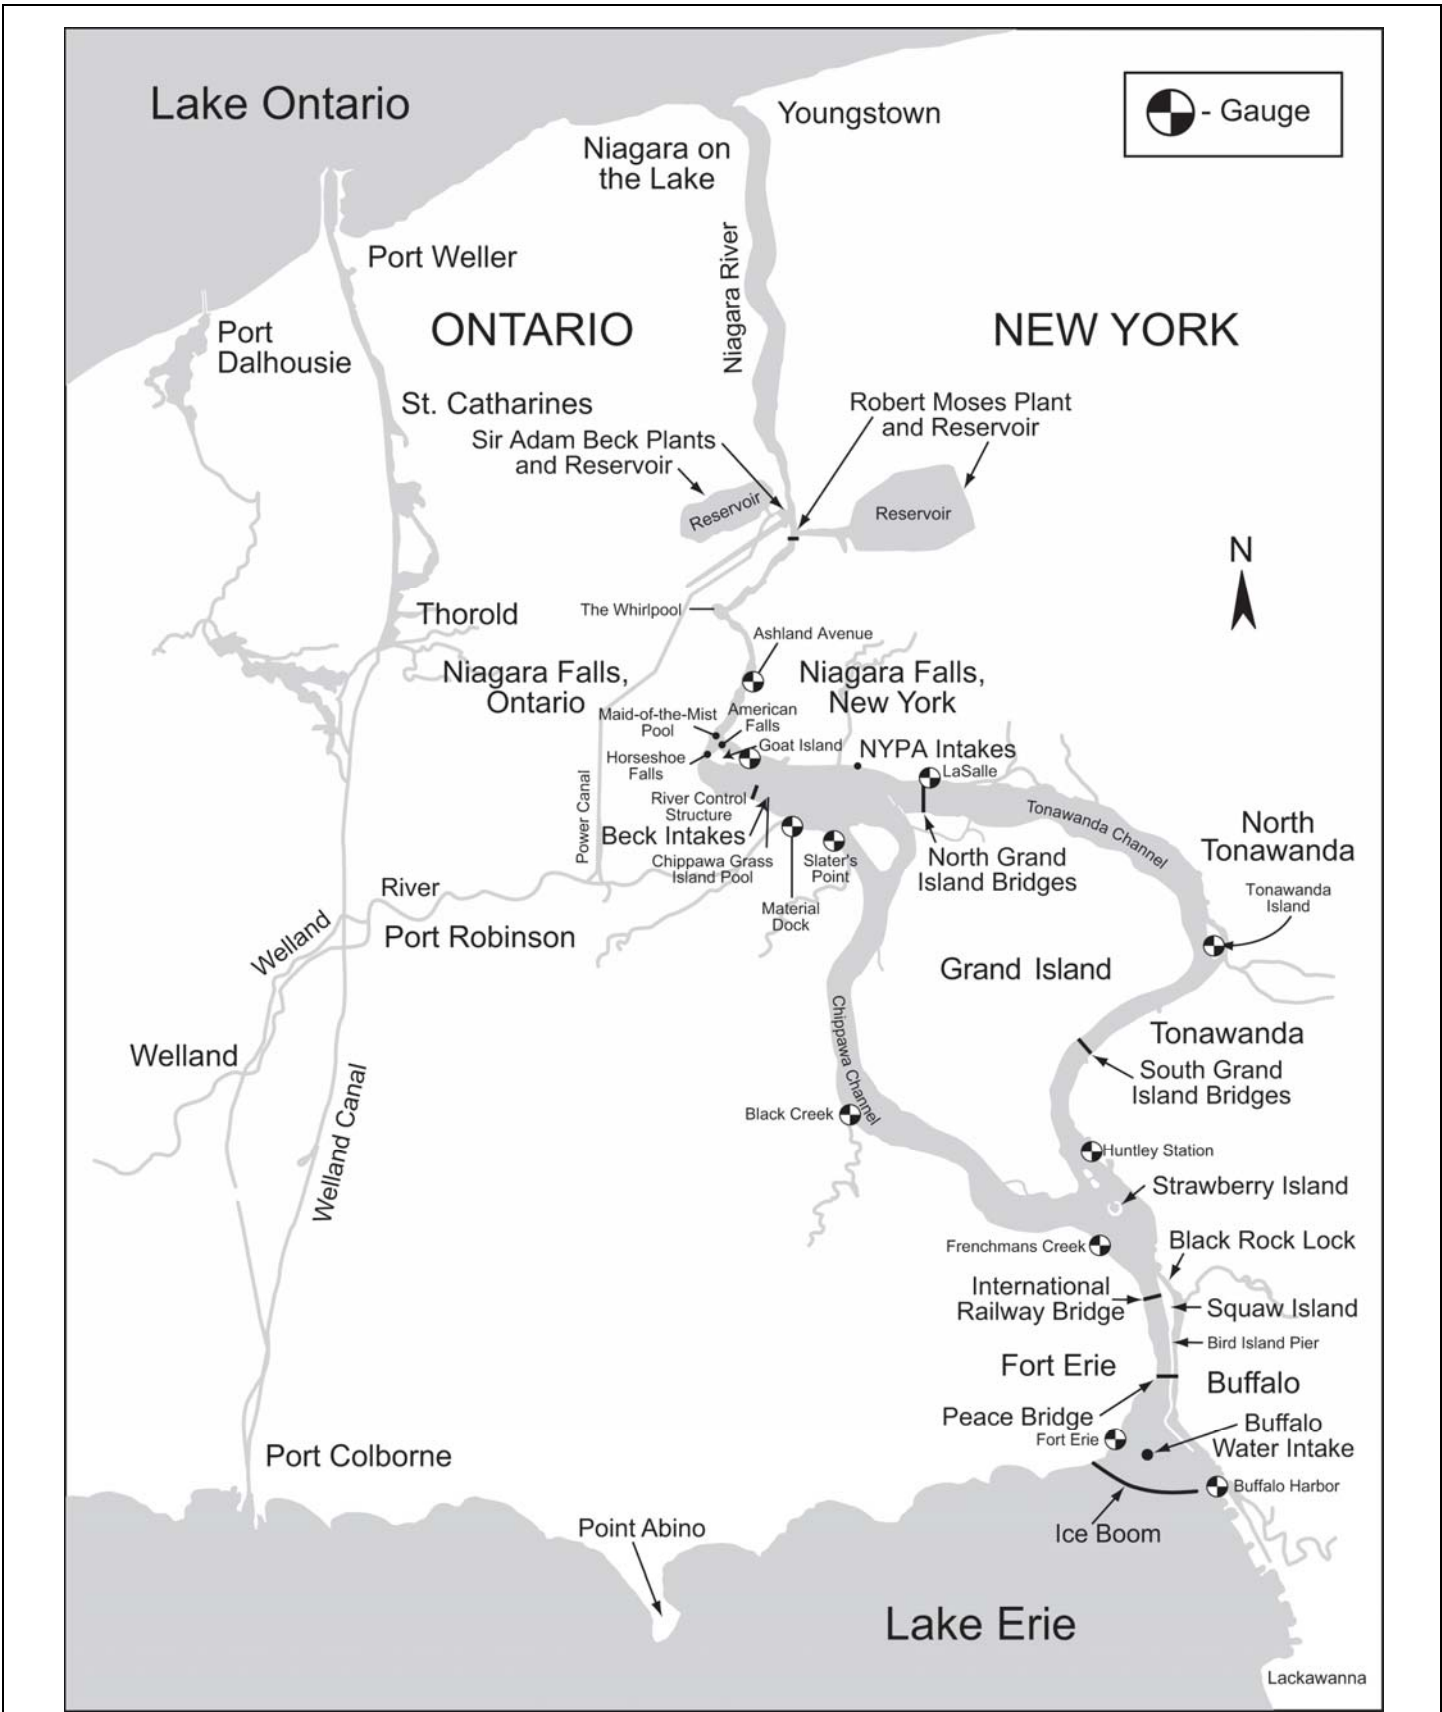 Lake Ontario
Youngstown
- Gauge
Niagara on
the Lake
Port Weller
Niagara River
ONTARIO
NEW YORK
Port
Dalhousie
St. Catharines
Robert Moses Plant
and Reservoir
Sir Adam Beck Plants
and Reservoir
Reservoir
Reservoir
N
The Whirlpool
Thorold
Ashland Avenue
Niagara Falls,
Ontario
Niagara Falls,
New York
Maid-of-the-Mist
Pool
American
Falls
Goat Island
Horseshoe
Falls
NYPA Intakes
LaSalle
River Control
Structure
Power Canal
Beck Intakes
Chippawa Grass
Island Pool
Slater's
Point
Material
Dock
North Grand
Island Bridges
Tonawanda Channel
North
Tonawanda
Tonawanda
Island
River
Welland
Port Robinson
Grand Island
Chippawa Channel
Tonawanda
South Grand
Island Bridges
Welland
Welland Canal
Black Creek
Huntley Station
Strawberry Island
Frenchmans Creek
Black Rock Lock
International
Railway Bridge
Squaw Island
Bird Island Pier
Fort Erie
Buffalo
Peace Bridge
Fort Erie
Buffalo
Water Intake
Port Colborne
Buffalo Harbor
Ice Boom
Point Abino
Lake Erie
Lackawanna